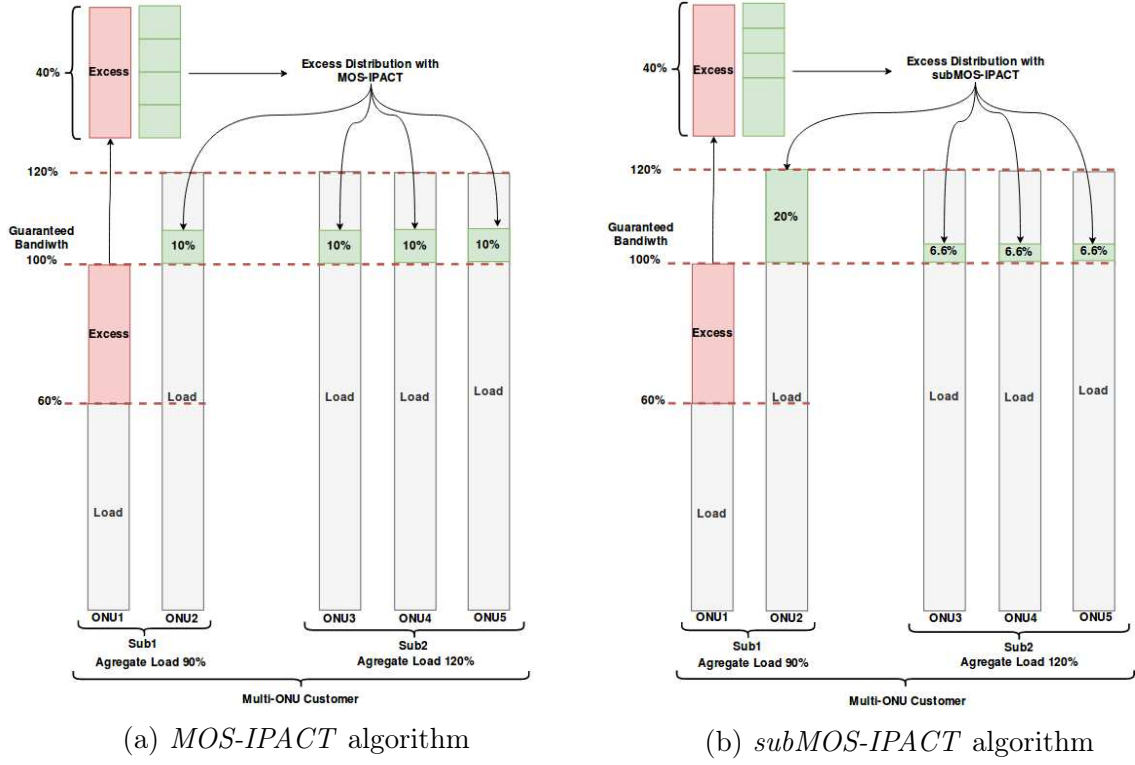 Excess
40%
Excess Distribution with
MOS-IPACT
120%
Guaranteed
Bandiwth
100%
10%
10%
10%
10%
Excess
60%
Load
Load
Load
Load
Load
ONU1
ONU2
ONU3
ONU4
ONU5
Sub1
Agregate Load 90%
Sub2
Agregate Load 120%
Multi-ONU Customer
(a) MOS-IPACT algorithm
Excess
40%
Excess Distribution with
subMOS-IPACT
120%
Guaranteed
Bandiwth
100%
20%
6.6%
6.6%
6.6%
Excess
60%
Load
Load
Load
Load
Load
ONU1
ONU2
ONU3
ONU4
ONU5
Sub1
Agregate Load 90%
Sub2
Agregate Load 120%
Multi-ONU Customer
(b) subMOS-IPACT algorithm